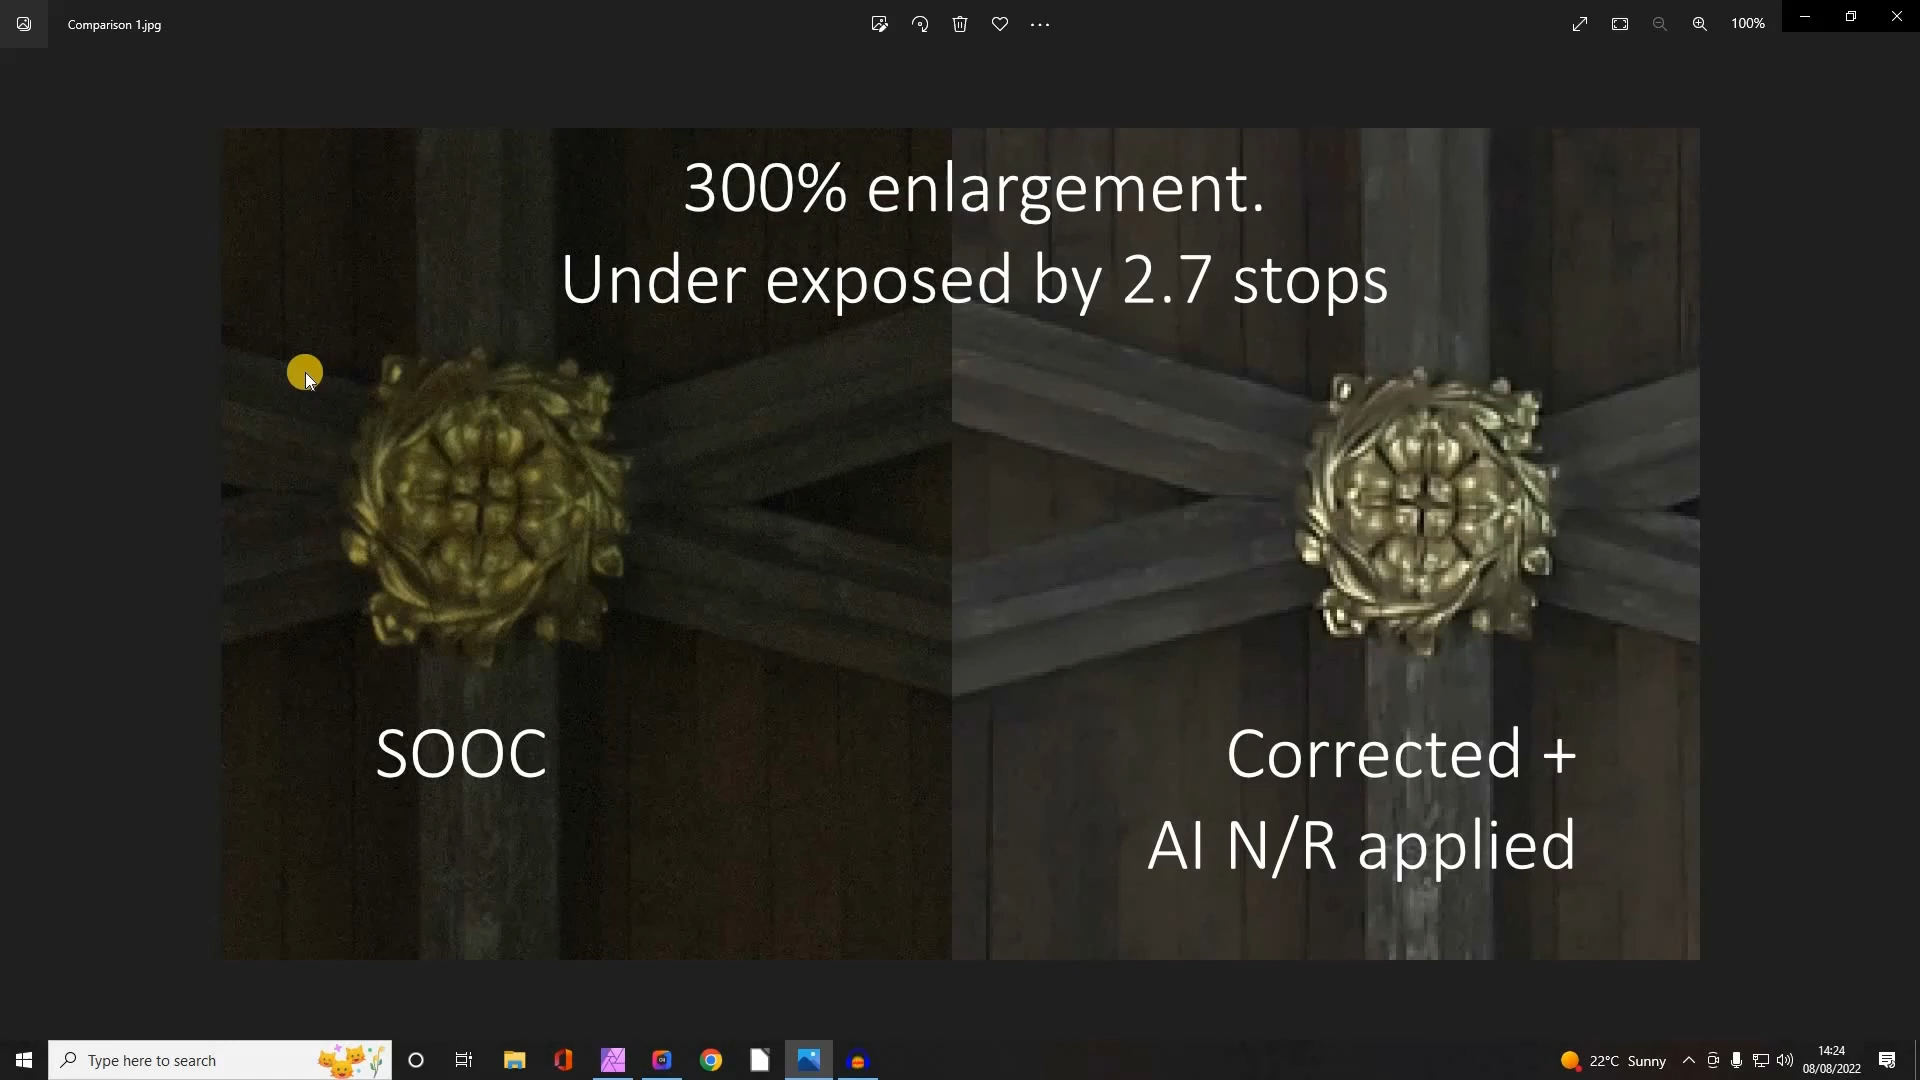 Comparison 1.jpg
100%
300% enlargement.
Under exposed by 2.7 stops
SOOC
Corrected +
AI N/R applied
Type here to search
22°C Sunny
14:24
08/08/2022